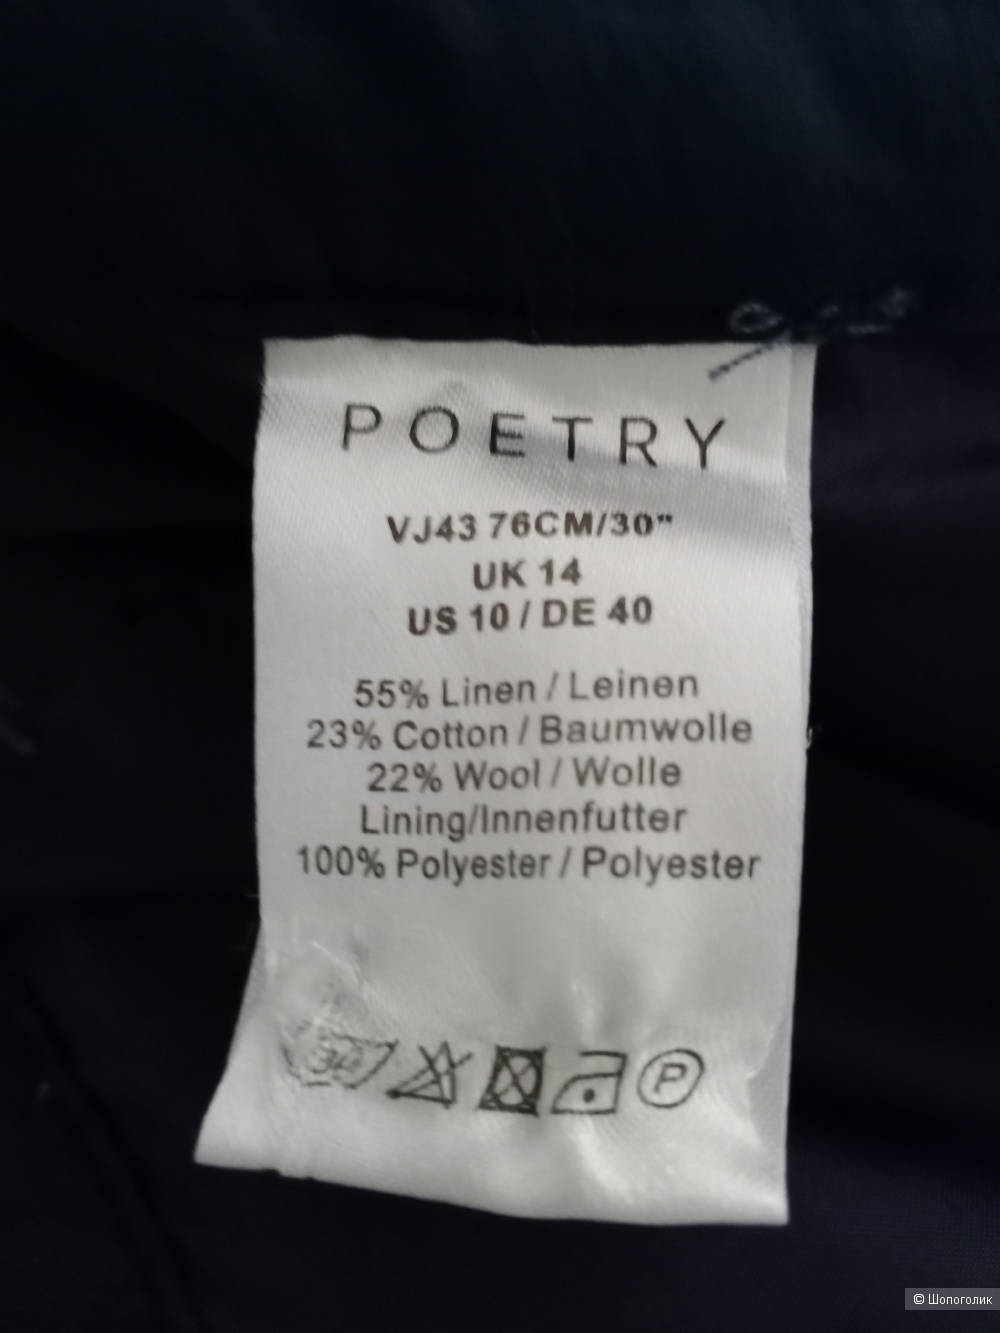 POETRY
VJ43 76CM/30"
UK 14
US 10 / DE 40
55% Linen / Leinen
23% Cotton / Baumwolle
22% Wool / Wolle
Lining/Innenfutter
100% Polyester / Polyester
30
P
© Шопоголик